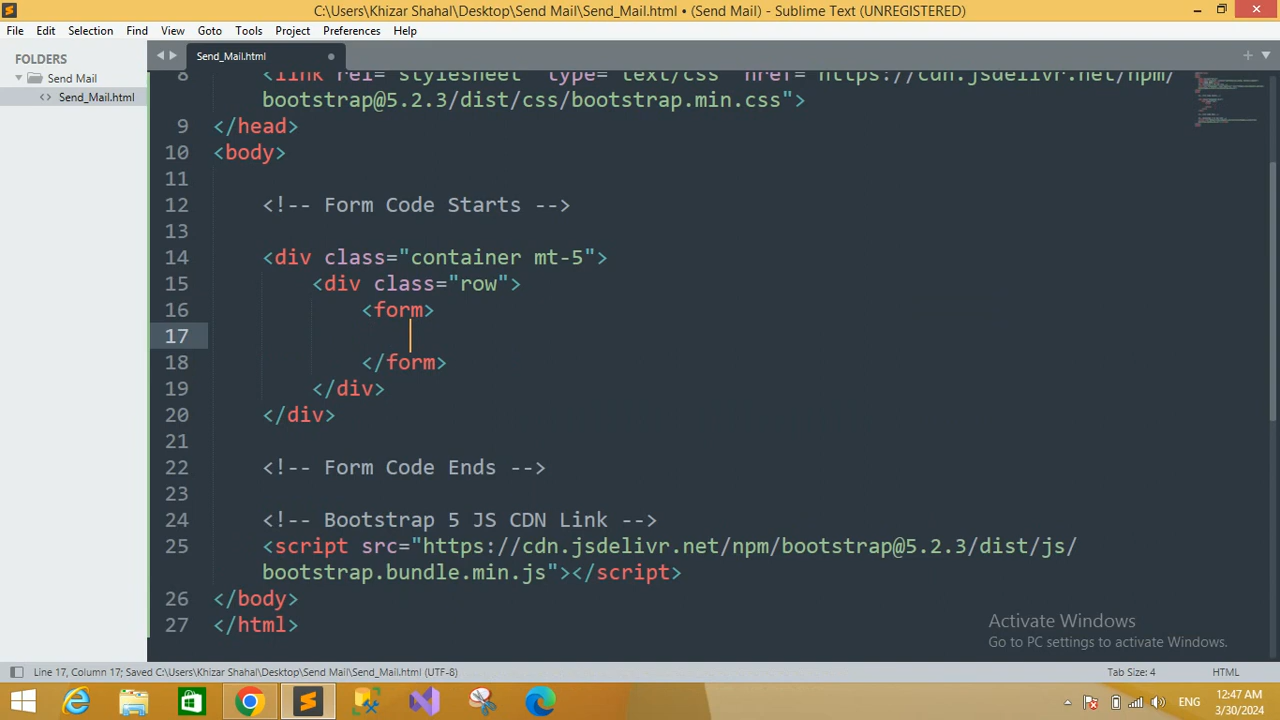 C:\Users\Khizar Shahal\Desktop\Send Mail\Send_Mail.html • (Send Mail) - Sublime Text (UNREGISTERED)
File Edit Selection Find View Goto Tools Project Preferences Help
FOLDERS
Send Mail
Send_Mail.html
Send_Mail.html
8 <link rel="stylesheet" type="text/css" href="https://cdn.jsdelivr.net/npm/
bootstrap@5.2.3/dist/css/bootstrap.min.css">
9 </head>
10 <body>
11
12 <!-- Form Code Starts -->
13
14 <div class="container mt-5">
15 <div class="row">
16 <form>
17
18 </form>
19 </div>
20 </div>
21
22 <!-- Form Code Ends -->
23
24 <!-- Bootstrap 5 JS CDN Link -->
25 <script src="https://cdn.jsdelivr.net/npm/bootstrap@5.2.3/dist/js/
bootstrap.bundle.min.js"></script>
26 </body>
27 </html>
Activate Windows
Go to PC settings to activate Windows.
Line 17, Column 17; Saved C:\Users\Khizar Shahal\Desktop\Send Mail\Send_Mail.html (UTF-8)
Tab Size: 4
HTML
ENG
12:47 AM
3/30/2024